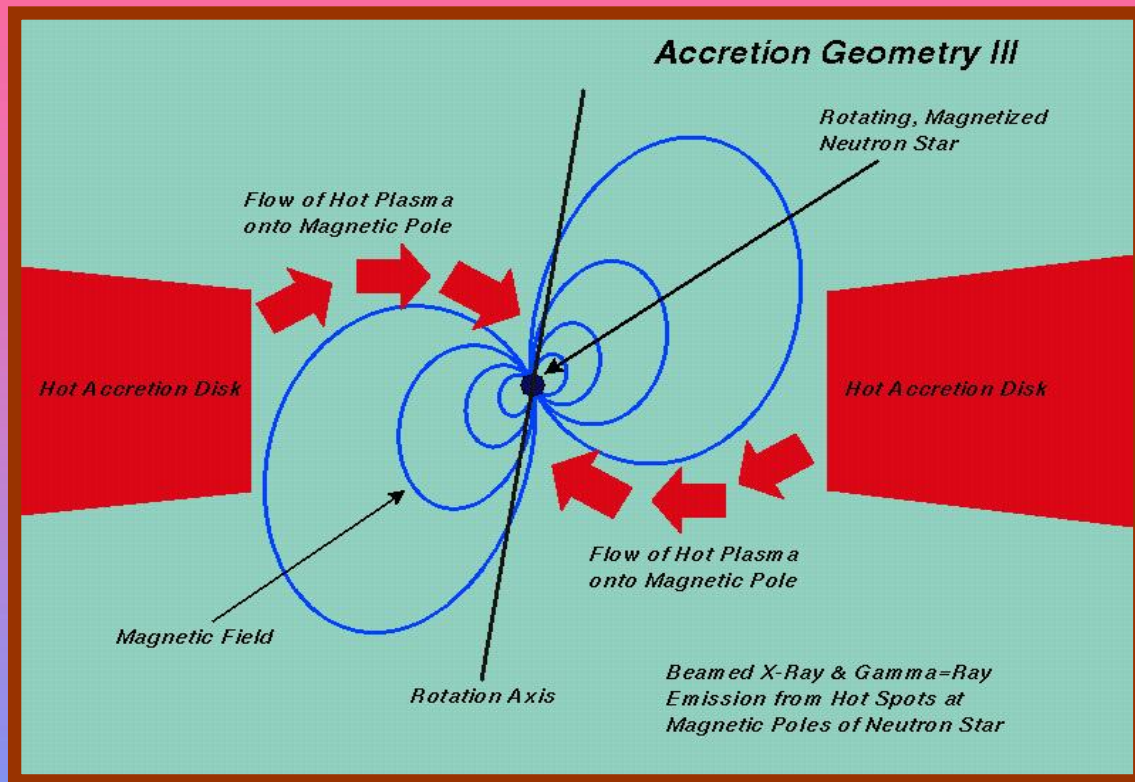 Accretion Geometry III
Rotating, Magnetized
Neutron Star
Flow of Hot Plasma
onto Magnetic Pole
Hot Accretion Disk
Hot Accretion Disk
Flow of Hot Plasma
onto Magnetic Pole
Magnetic Field
Rotation Axis
Beamed X-Ray & Gamma=Ray
Emission from Hot Spots at
Magnetic Poles of Neutron Star